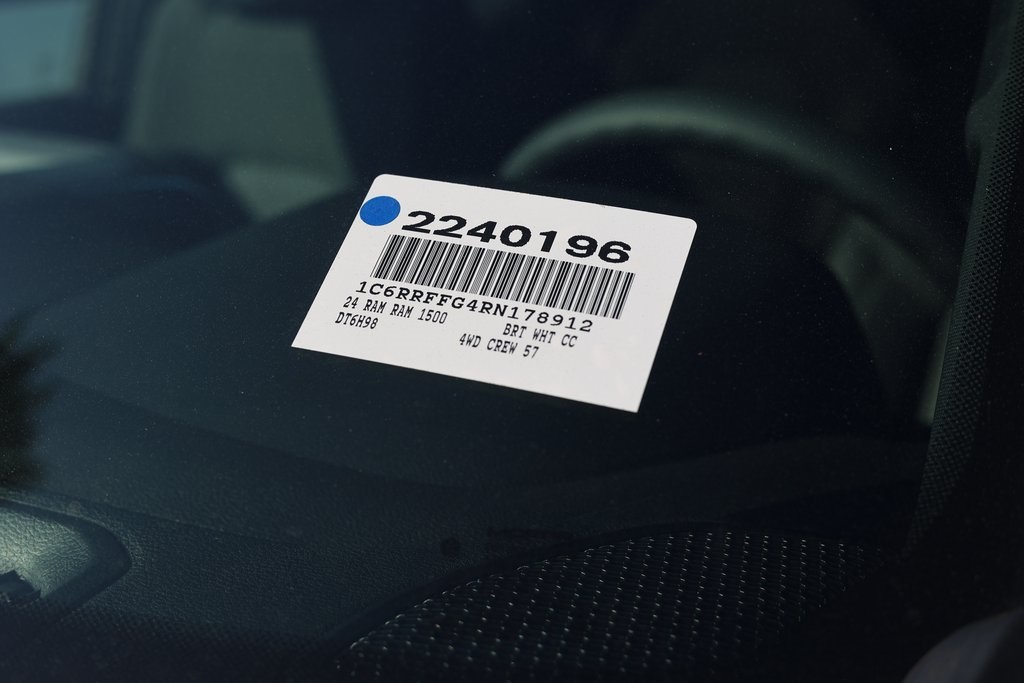 2240196
1C6RRFFG4RN178912
24 RAM RAM 1500 BRT WHT CC
DT6H98 4WD CREW 57